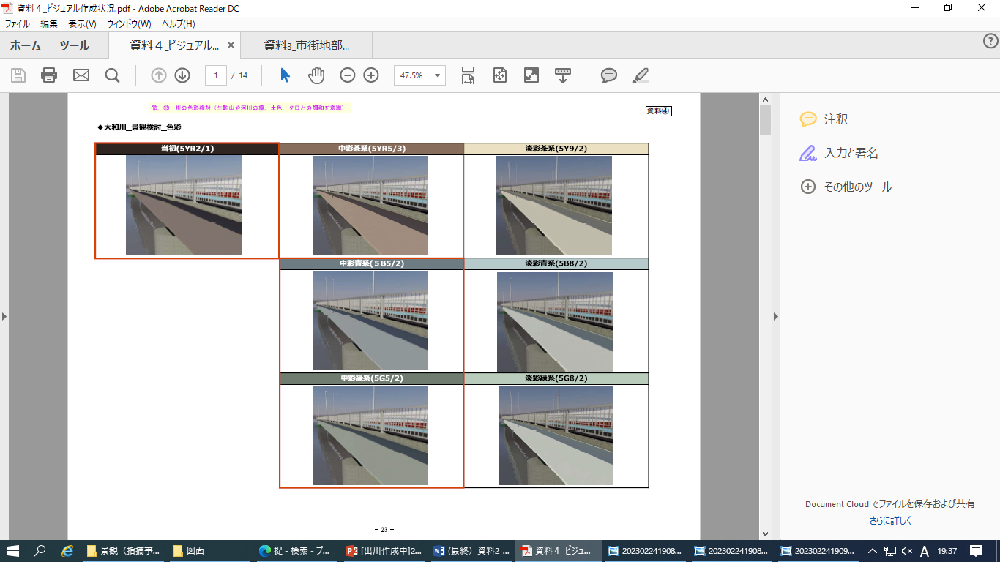 資料４_ビジュアル作成状況.pdf - Adobe Acrobat Reader DC
ファイル 編集 表示(V) ウィンドウ(W) ヘルプ(H)
ホーム ツール 資料４_ビジュアル... × 資料3_市街地部...
1 / 14 47.5%
⑫、⑬ 桁の色彩検討（生駒山や河川の緑、土色、夕日との調和を意識）
資料④
◆大和川_景観検討_色彩
当初(5YR2/1) 中彩茶系(5YR5/3) 淡彩茶系(5Y9/2)
中彩青系(５B5/2) 淡彩青系(5B8/2)
中彩緑系(5G5/2) 淡彩緑系(5G8/2)
－ 23 －
注釈
入力と署名
その他のツール
Document Cloud でファイルを保存および共有
さらに詳しく
景観（指摘事... 図面 捉 - 検索 - プ... [出川作成中]2... (最終）資料2_... 資料４_ビジュ... 202302241908... 202302241908... 202302241909... A 19:37